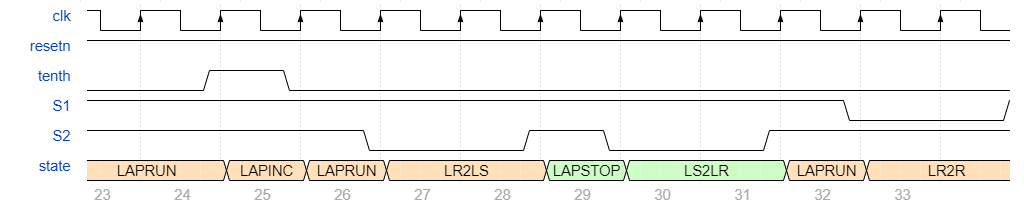 clk
resetn
tenth
S1
S2
state LAPRUN LAPINC LAPRUN LR2LS LAPSTOP LS2LR LAPRUN LR2R
23 24 25 26 27 28 29 30 31 32 33